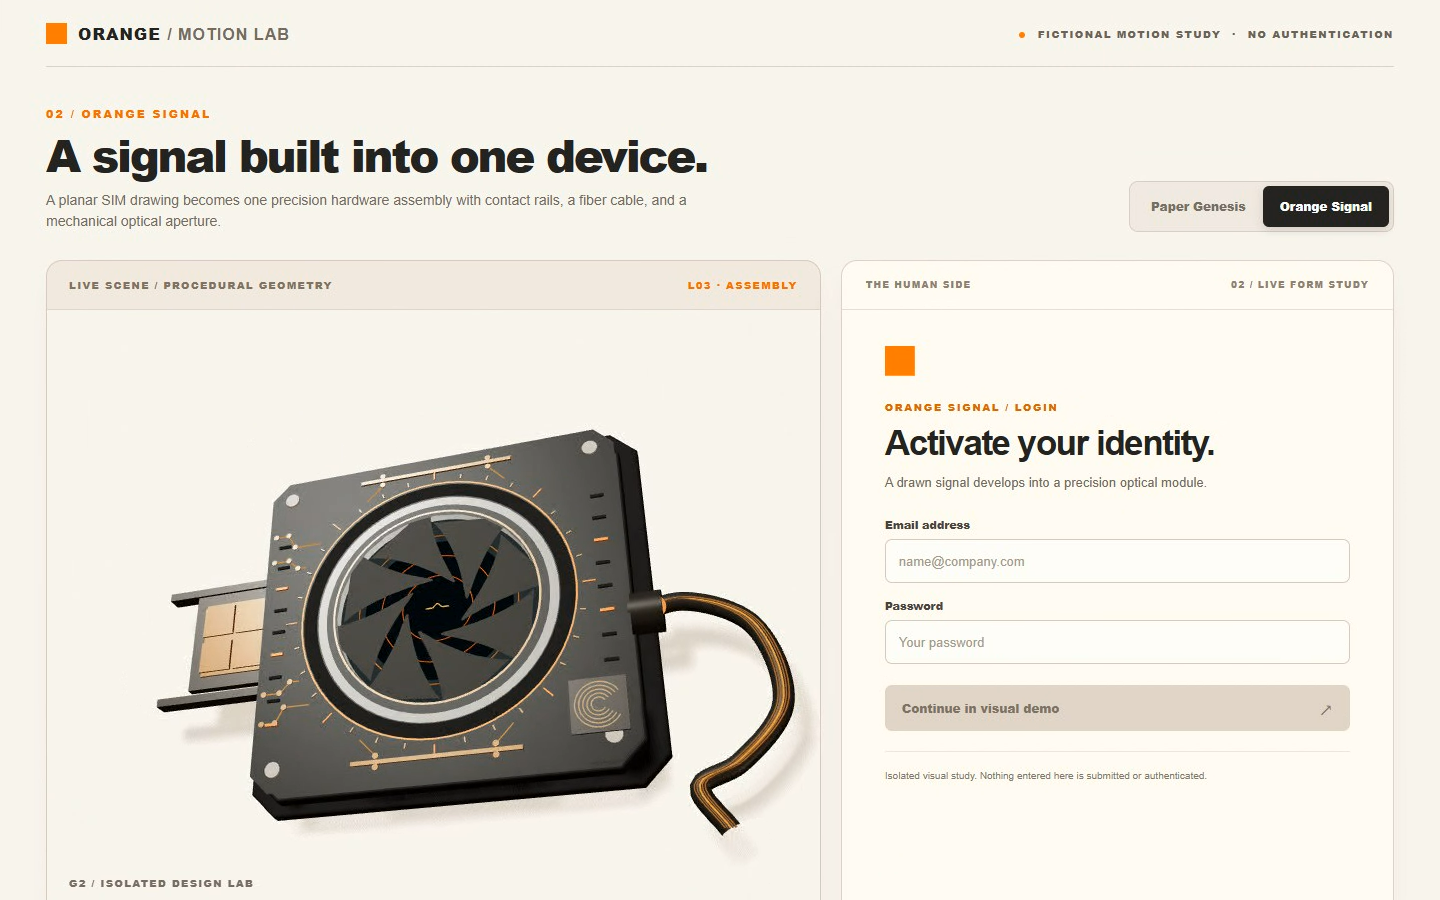 ORANGE / MOTION LAB
FICTIONAL MOTION STUDY · NO AUTHENTICATION
02 / ORANGE SIGNAL
A signal built into one device.
A planar SIM drawing becomes one precision hardware assembly with contact rails, a fiber cable, and a
mechanical optical aperture.
Paper Genesis
Orange Signal
LIVE SCENE / PROCEDURAL GEOMETRY
L03 · ASSEMBLY
G2 / ISOLATED DESIGN LAB
THE HUMAN SIDE
02 / LIVE FORM STUDY
ORANGE SIGNAL / LOGIN
Activate your identity.
A drawn signal develops into a precision optical module.
Email address
name@company.com
Password
Your password
Continue in visual demo ↗
Isolated visual study. Nothing entered here is submitted or authenticated.